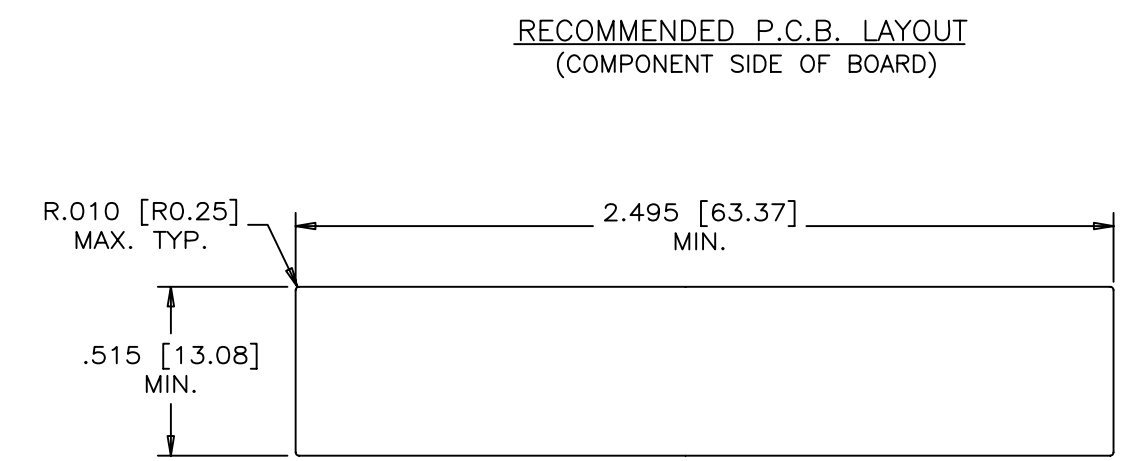 RECOMMENDED P.C.B. LAYOUT
(COMPONENT SIDE OF BOARD)
R.010 [R0.25]
MAX. TYP.
2.495 [63.37]
MIN.
.515 [13.08]
MIN.